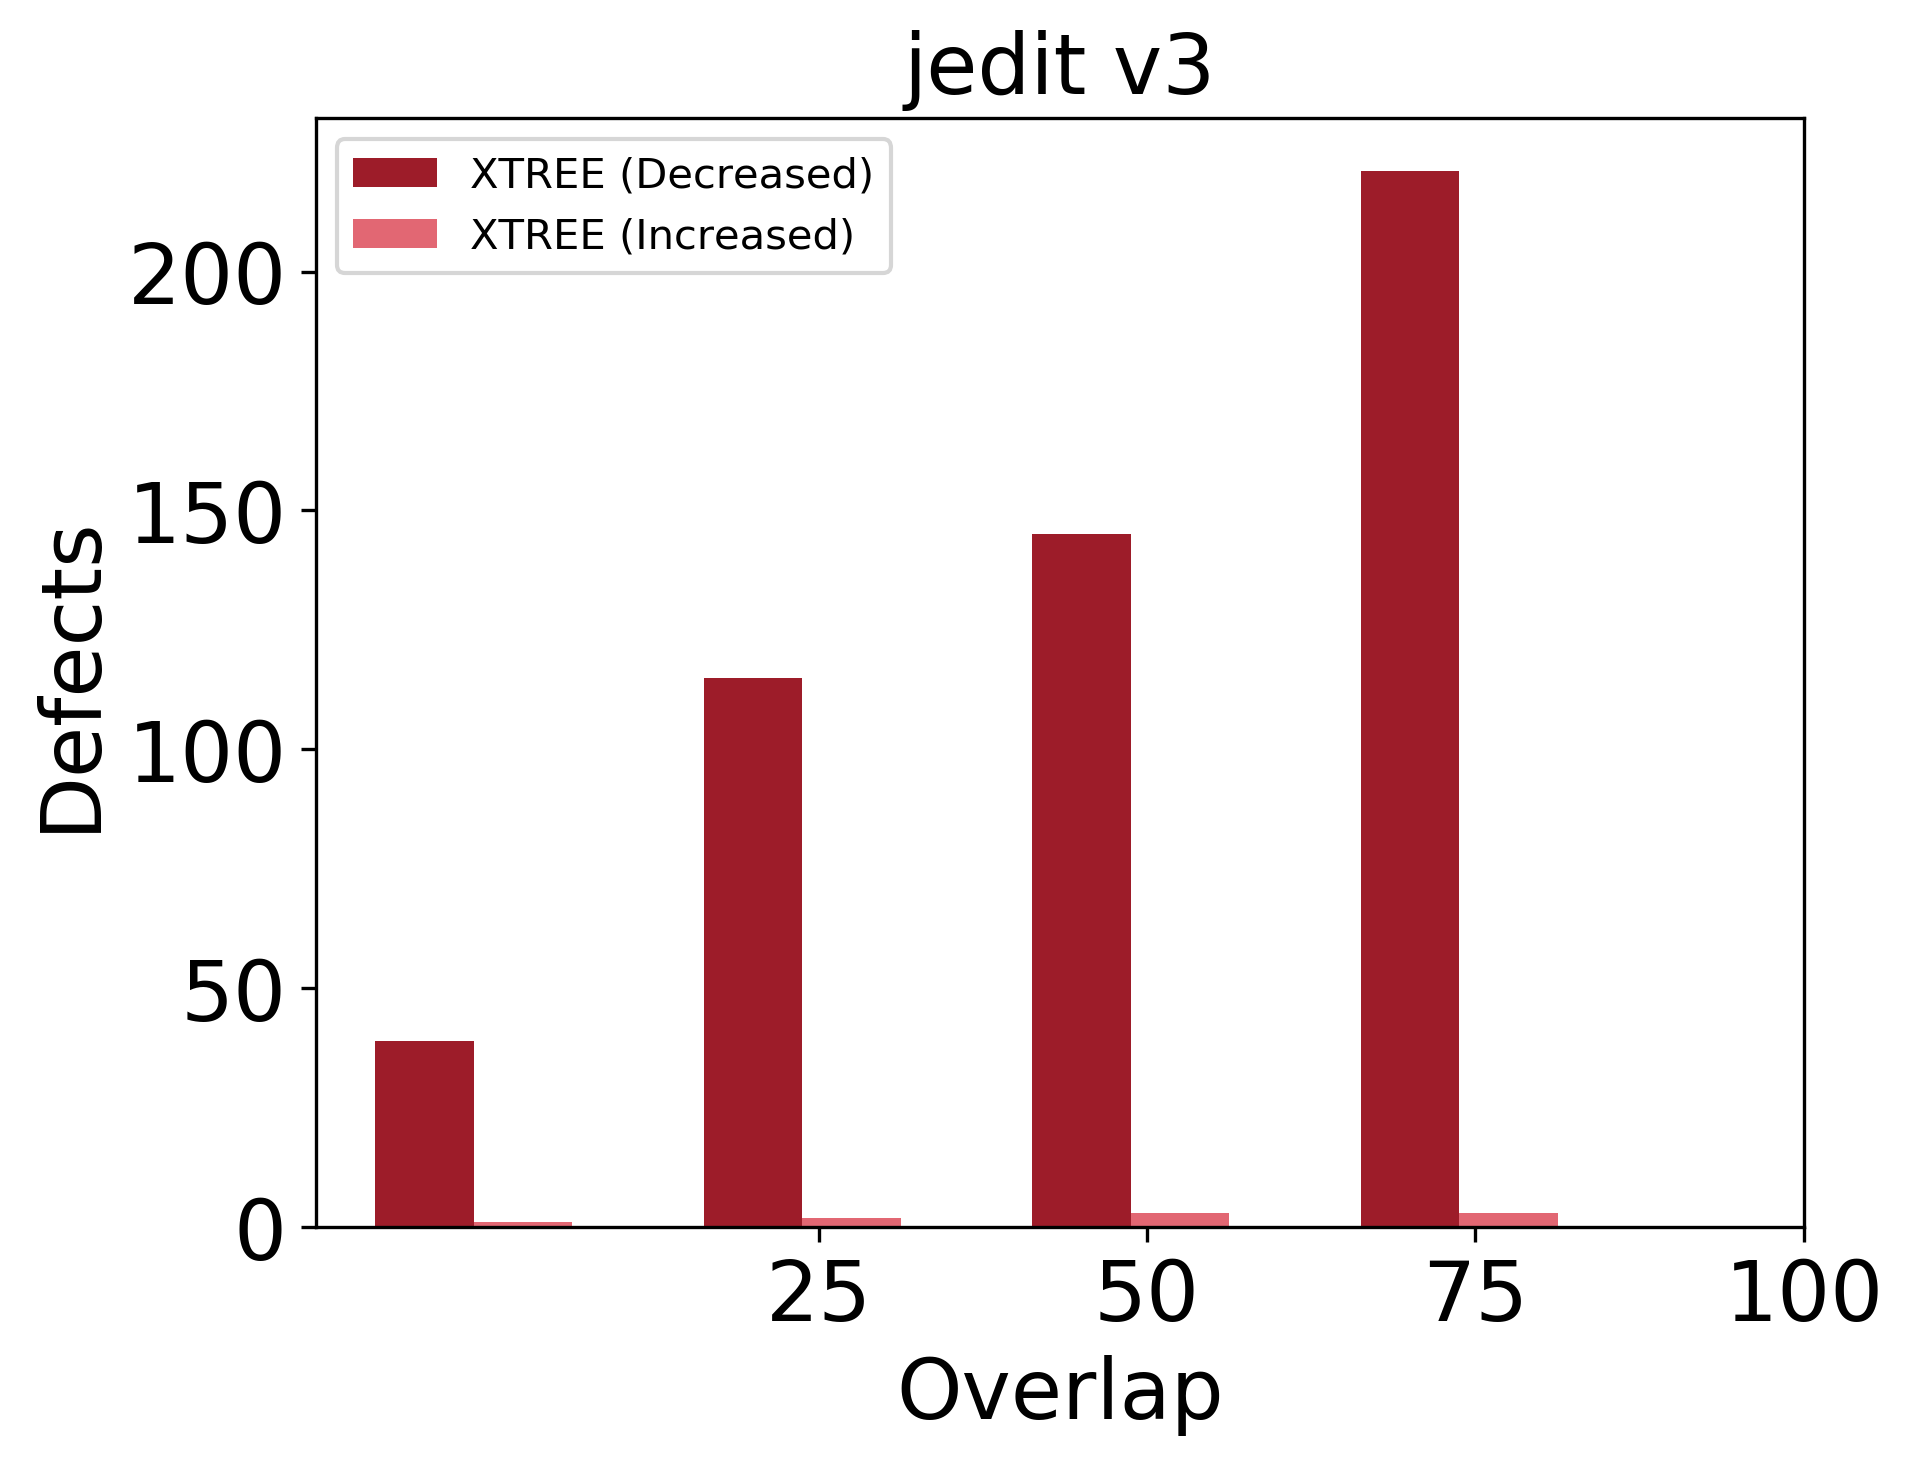 jedit v3
XTREE (Decreased)
XTREE (Increased)
200
150
100
50
0
Defects
25 50 75 100
Overlap